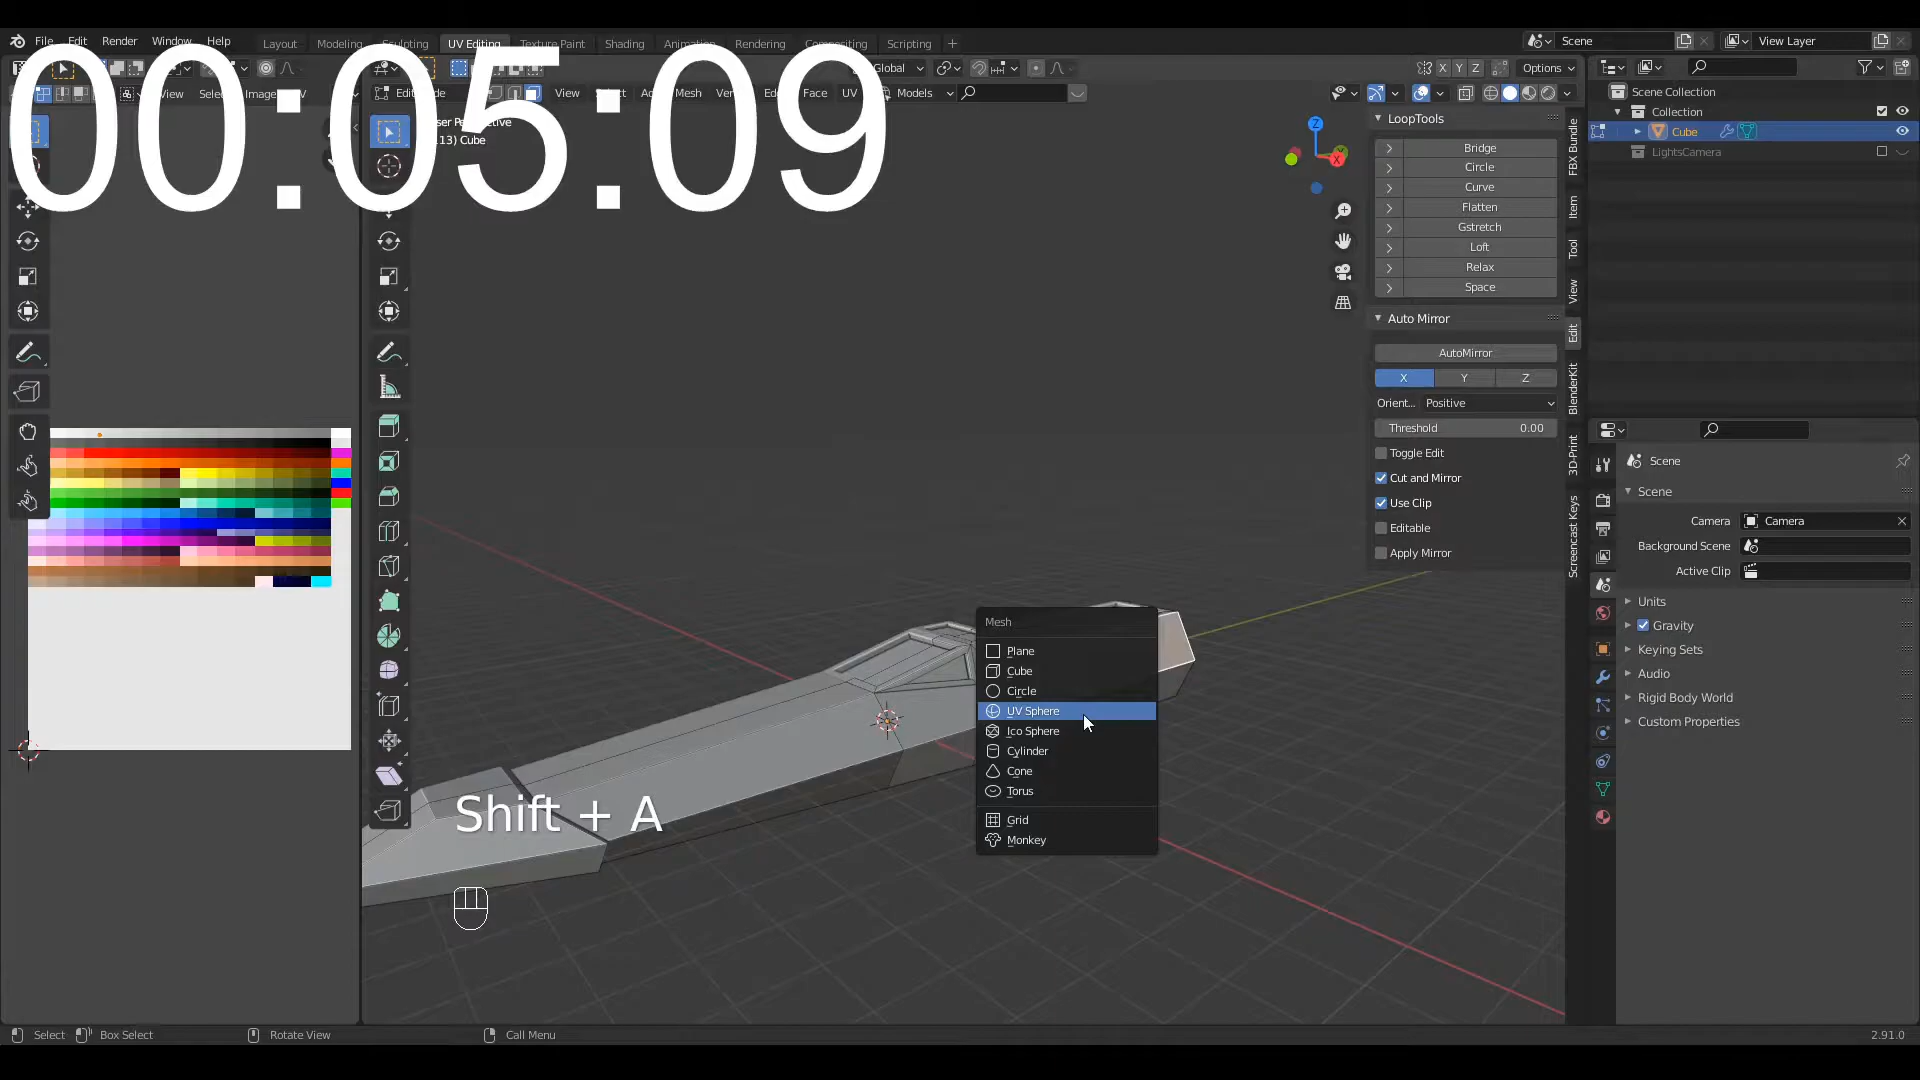 File Edit Render Window Help Layout Modeling Sculpting UV Editing Texture Paint Shading Animation Rendering Compositing Scripting + Scene View Layer
00:05:09
Global X Y Z Options
View Image Edit View Mesh Face UV Models
(13) Cube
LoopTools
Bridge
Circle
Curve
Flatten
Gstretch
Loft
Relax
Space
Auto Mirror
AutoMirror
X Y Z
Orient... Positive
Threshold 0.00
Toggle Edit
Cut and Mirror
Use Clip
Editable
Apply Mirror
FBX Bundle
Item
Tool
View
Edit
BlenderKit
3D-Print
Screencast Keys
Z
X
Scene Collection
Collection
Cube
LightsCamera
Scene
Scene
Camera Camera
Background Scene
Active Clip
Units
Gravity
Keying Sets
Audio
Rigid Body World
Custom Properties
Mesh
Plane
Cube
Circle
UV Sphere
Ico Sphere
Cylinder
Cone
Torus
Grid
Monkey
Shift + A
Select Box Select Rotate View Call Menu 2.91.0